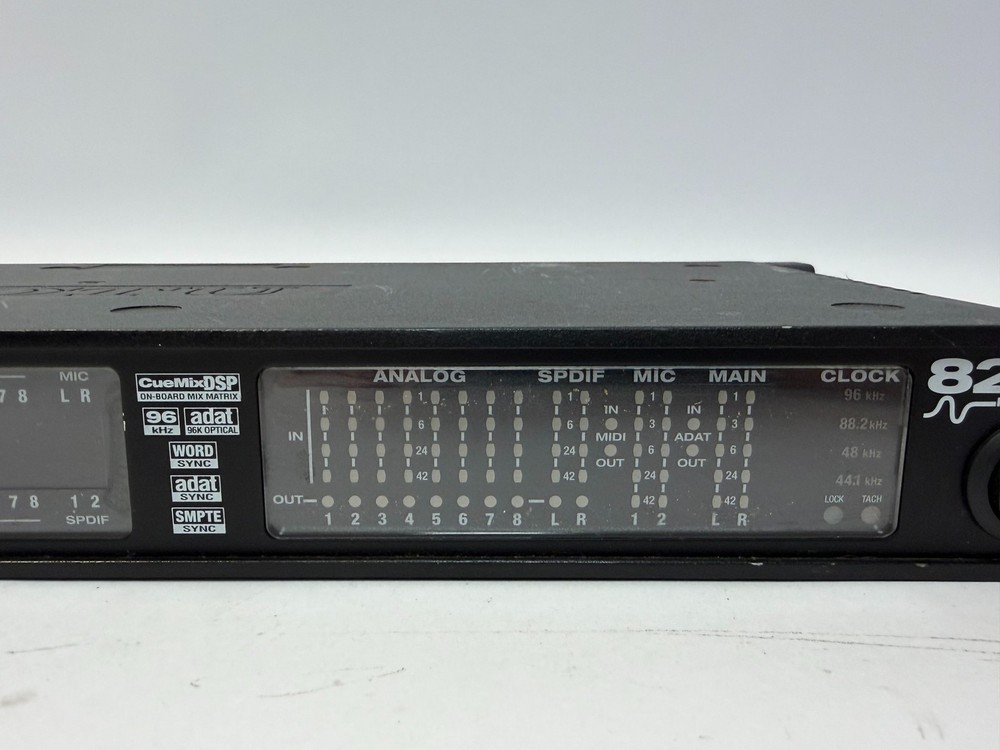 MIC
7 8 L R
7 8 1 2
SPDIF
CueMixDSP
ON-BOARD MIX MATRIX
96 kHz
adat
96K OPTICAL
WORD
SYNC
adat
SYNC
SMPTE
SYNC
ANALOG SPDIF MIC MAIN CLOCK
1 1 1 1 96 kHz
6 6 IN 3 IN 3 88.2 kHz
IN MIDI ADAT
24 24 OUT 6 OUT 6 48 kHz
42 42 24 24 44.1 kHz
OUT 42 42 LOCK TACH
1 2 3 4 5 6 7 8 L R 1 2 L R
82